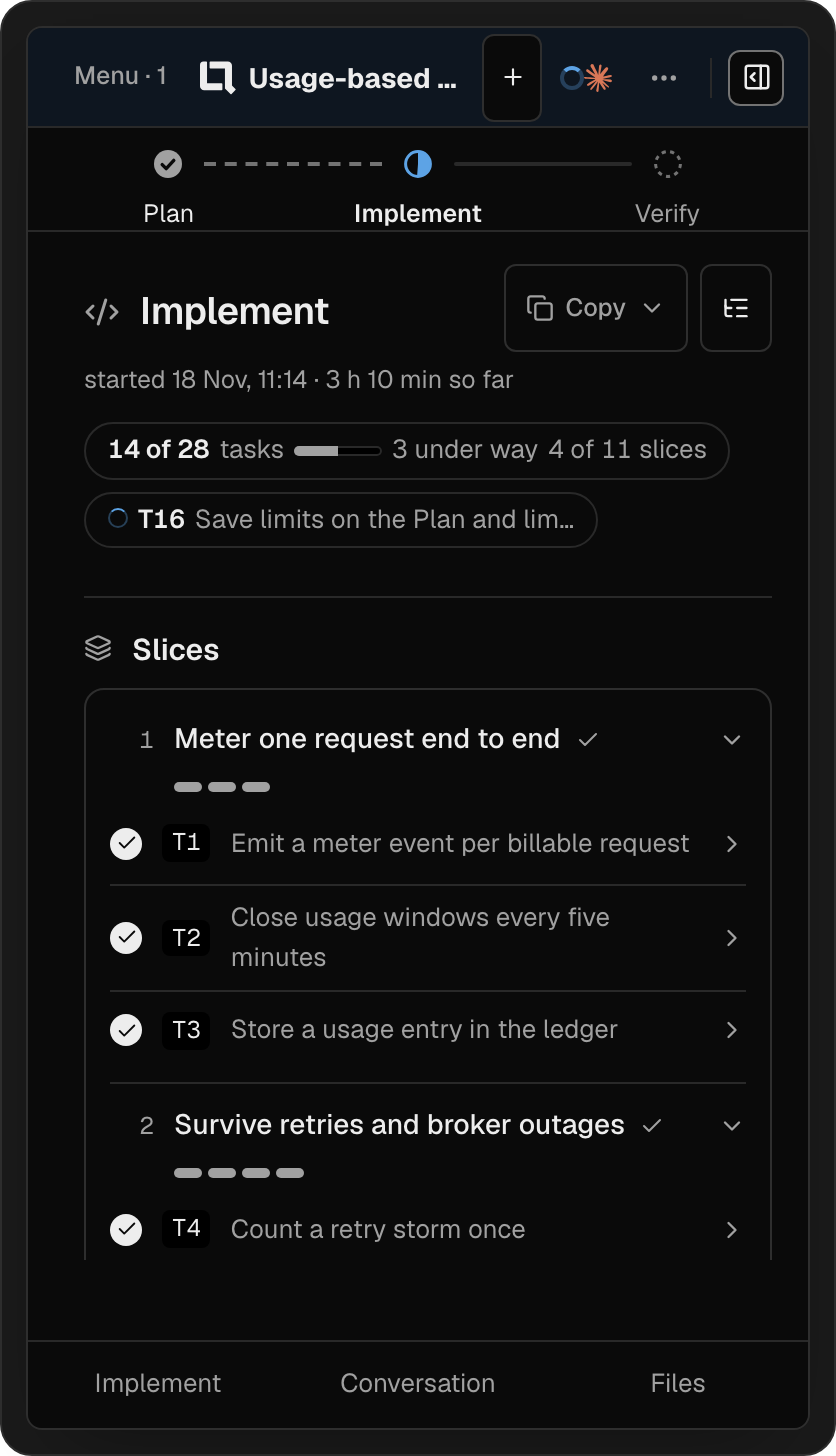 Menu · 1
Usage-based ...
Plan
Implement
Verify
Implement
Copy
started 18 Nov, 11:14 · 3 h 10 min so far
14 of 28 tasks 3 under way 4 of 11 slices
T16 Save limits on the Plan and lim...
Slices
1 Meter one request end to end
T1 Emit a meter event per billable request
T2 Close usage windows every five
minutes
T3 Store a usage entry in the ledger
2 Survive retries and broker outages
T4 Count a retry storm once
Implement
Conversation
Files